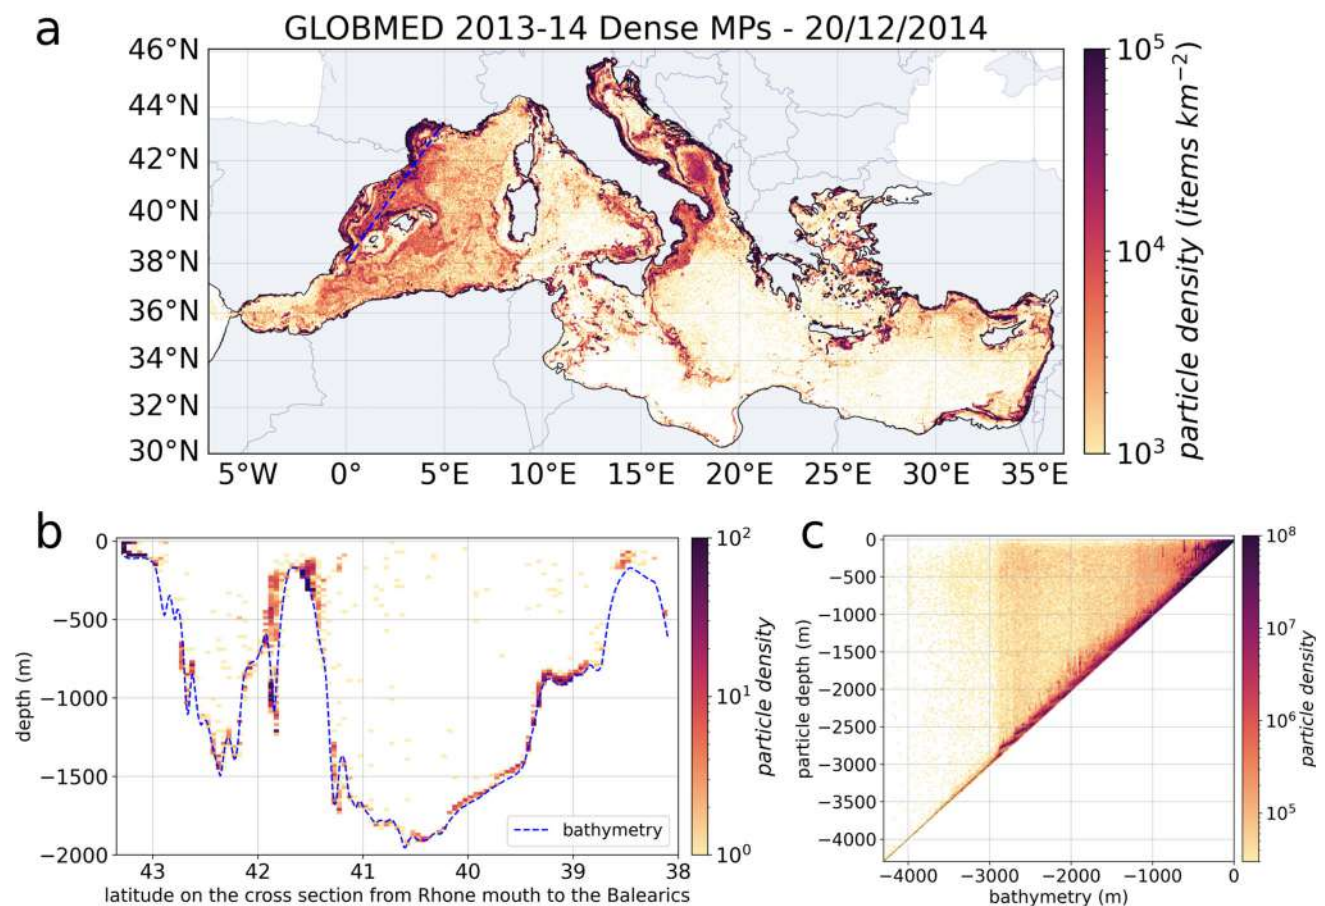 a
GLOBMED 2013-14 Dense MPs - 20/12/2014
46°N
44°N
42°N
40°N
38°N
36°N
34°N
32°N
30°N
5°W 0° 5°E 10°E 15°E 20°E 25°E 30°E 35°E
10^5
10^4
10^3
particle density (items km^−2)
b
0
−500
−1000
−1500
−2000
depth (m)
43 42 41 40 39 38
latitude on the cross section from Rhone mouth to the Balearics
bathymetry
10^2
10^1
10^0
particle density
c
0
−500
−1000
−1500
−2000
−2500
−3000
−3500
−4000
particle depth (m)
−4000 −3000 −2000 −1000 0
bathymetry (m)
10^8
10^7
10^6
10^5
particle density